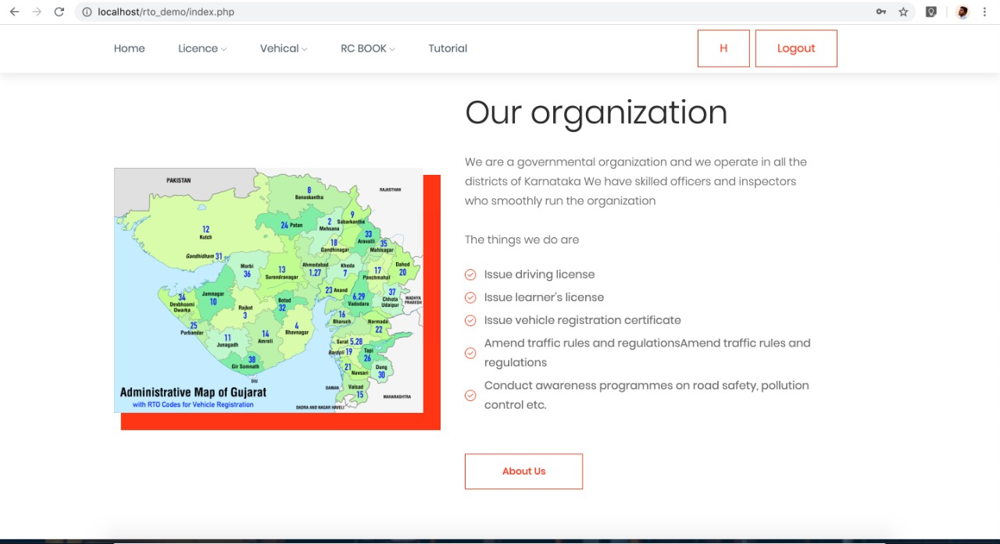 localhost/rto_demo/index.php
Home Licence Vehical RC BOOK Tutorial H Logout
Our organization
We are a governmental organization and we operate in all the
districts of Karnataka We have skilled officers and inspectors
who smoothly run the organization
The things we do are
Issue driving license
Issue learner's license
Issue vehicle registration certificate
Amend traffic rules and regulationsAmend traffic rules and
regulations
Conduct awareness programmes on road safety, pollution
control etc.
About Us
PAKISTAN
RAJASTHAN
8
Banaskantha
24 Patan
2
Mehsana
9
Sabarkantha
12
Kutch
33
Aravalli
35
Mahisagar
18
Gandhinagar
Gandhidham 31
Morbi
36
13
Surendranagar
Ahmedabad
1,27
Kheda
7
17
Panchmahal
Dahod
20
34
Devbhoomi
Dwarka
Jamnagar
10
Rajkot
3
Botad
32
23 Anand
6,29
Vadodara
37
Chhota
Udaipur
MADHYA
PRADESH
25
Porbandar
11
Junagadh
14
Amreli
4
Bhavnagar
16
Bharuch
Narmada
22
38
Gir Somnath
DIU
Surat 5,28
Bardoli 19
Tapi
26
21
Navsari
Dang
30
DAMAN
Valsad
15
MAHARASHTRA
DADRA AND NAGAR HAVELI
Administrative Map of Gujarat
with RTO Codes for Vehicle Registration